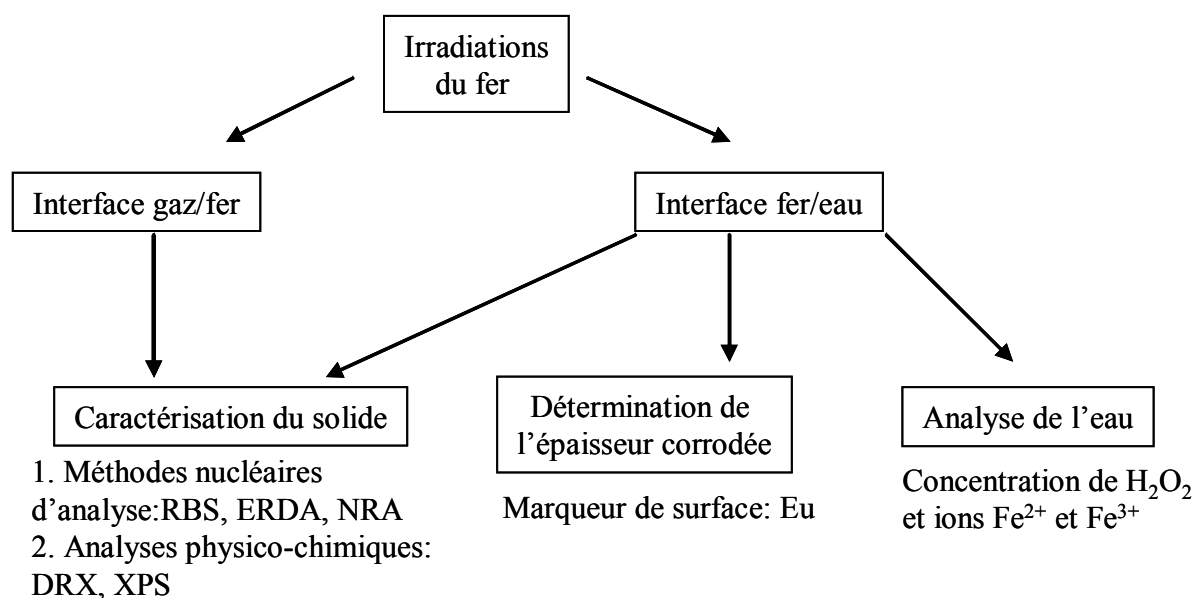 Irradiations
du fer
Interface gaz/fer
Interface fer/eau
Caractérisation du solide
1. Méthodes nucléaires
d’analyse:RBS, ERDA, NRA
2. Analyses physico-chimiques:
DRX, XPS
Détermination de
l’épaisseur corrodée
Marqueur de surface: Eu
Analyse de l’eau
Concentration de H₂O₂
et ions Fe²⁺ et Fe³⁺